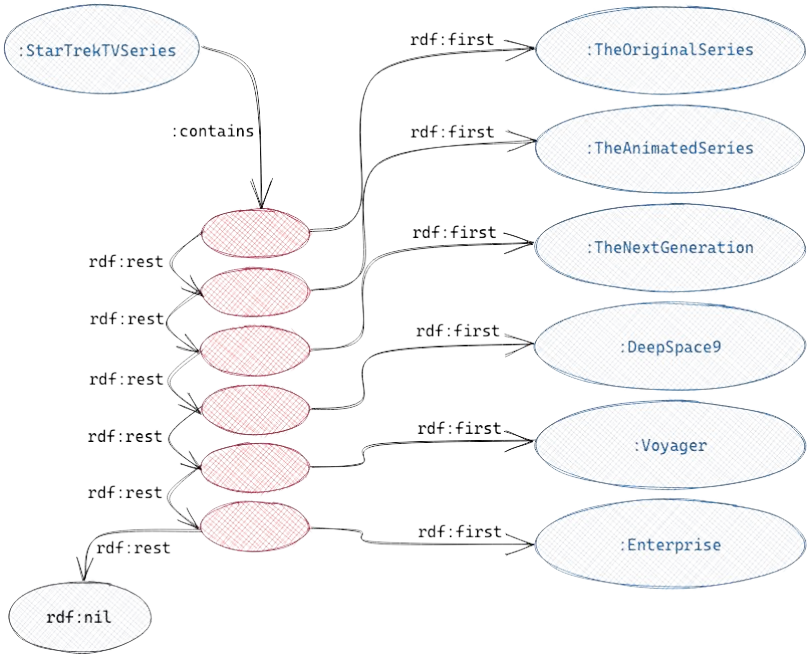 :StarTrekTVSeries
:contains
rdf:first
:TheOriginalSeries
rdf:first
:TheAnimatedSeries
rdf:first
:TheNextGeneration
rdf:rest
rdf:rest
rdf:first
:DeepSpace9
rdf:rest
rdf:first
:Voyager
rdf:rest
rdf:rest
rdf:first
:Enterprise
rdf:rest
rdf:nil